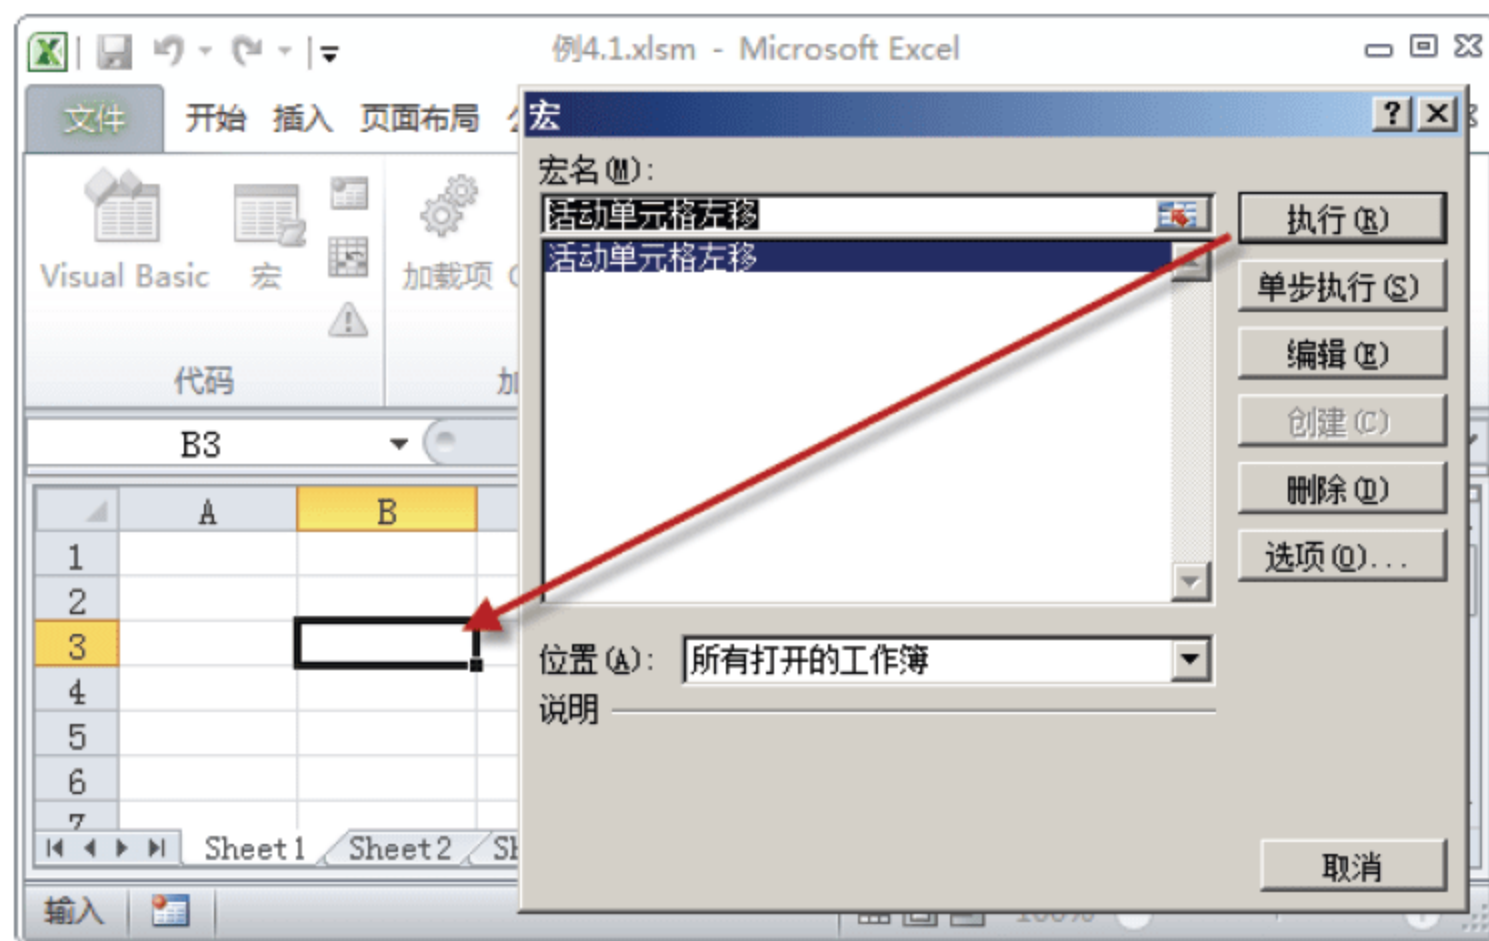 例4.1.xlsm - Microsoft Excel
文件 开始 插入 页面布局
宏
宏名(M):
活动单元格左移
活动单元格左移
执行(R)
单步执行(S)
编辑(E)
创建(C)
删除(D)
选项(O)...
位置(A): 所有打开的工作簿
说明
取消
Visual Basic 宏 加载项
代码 加
B3
A B
1
2
3
4
5
6
7
Sheet1 Sheet2
输入
100%